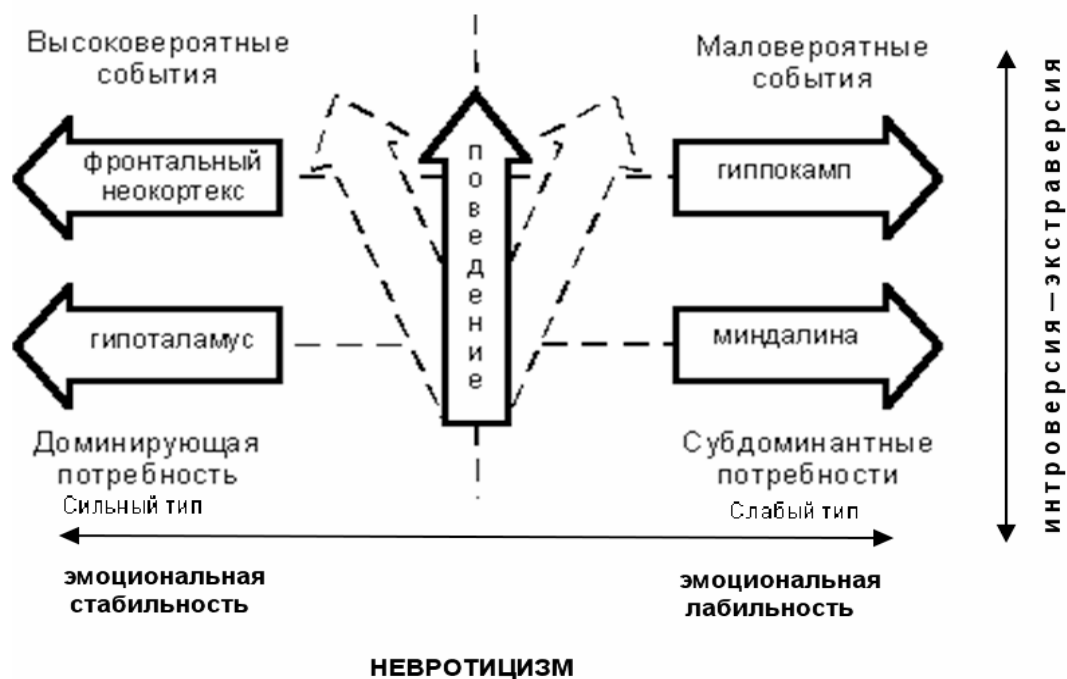 Высоковероятные
события
Маловероятные
события
фронтальный
неокортекс
поведение
гиппокамп
гипоталамус
миндалина
Доминирующая
потребность
Субдоминантные
потребности
Сильный тип
Слабый тип
эмоциональная
стабильность
эмоциональная
лабильность
НЕВРОТИЦИЗМ
интроверсия—экстраверсия